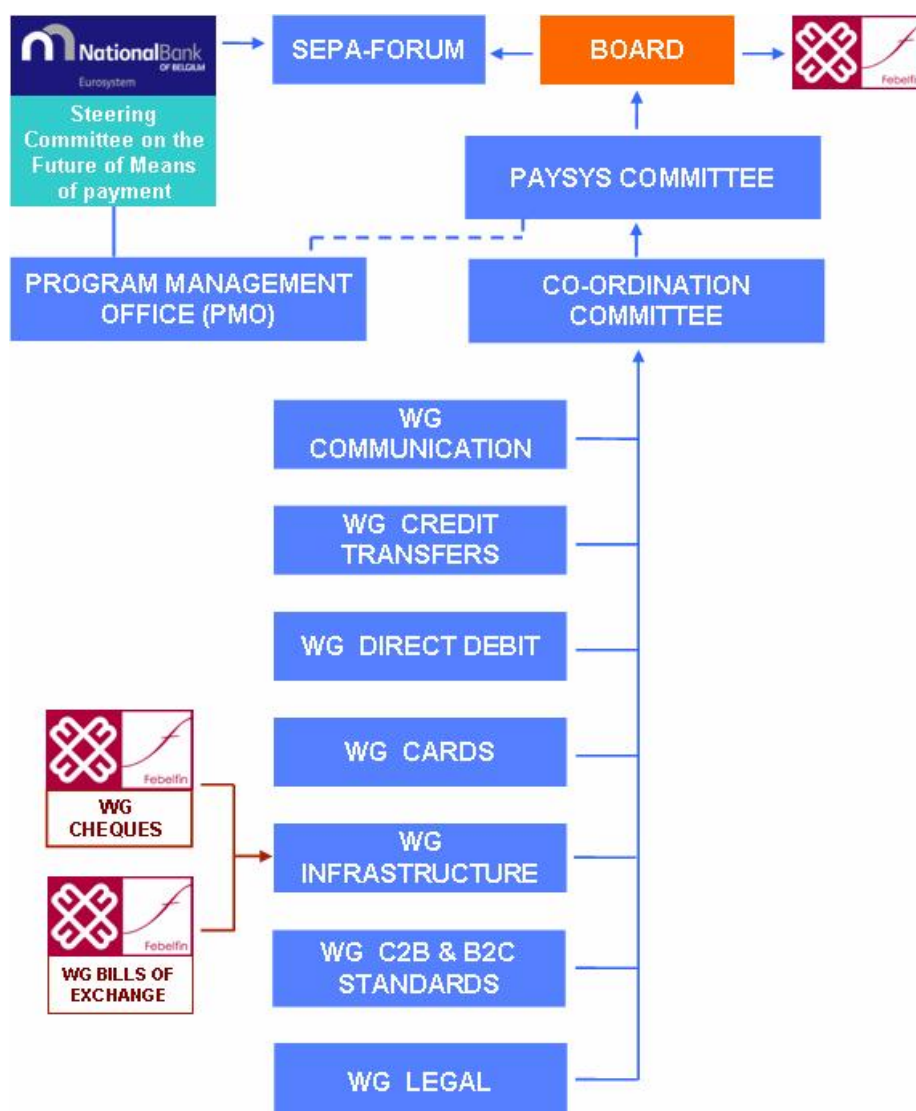 NationalBank
OF BELGIUM
Eurosystem
SEPA-FORUM
BOARD
Febelfin
Steering
Committee on the
Future of Means
of payment
PAYSYS COMMITTEE
PROGRAM MANAGEMENT
OFFICE (PMO)
CO-ORDINATION
COMMITTEE
WG
COMMUNICATION
WG CREDIT
TRANSFERS
WG DIRECT DEBIT
WG CARDS
Febelfin
WG
CHEQUES
WG
INFRASTRUCTURE
Febelfin
WG BILLS OF
EXCHANGE
WG C2B & B2C
STANDARDS
WG LEGAL